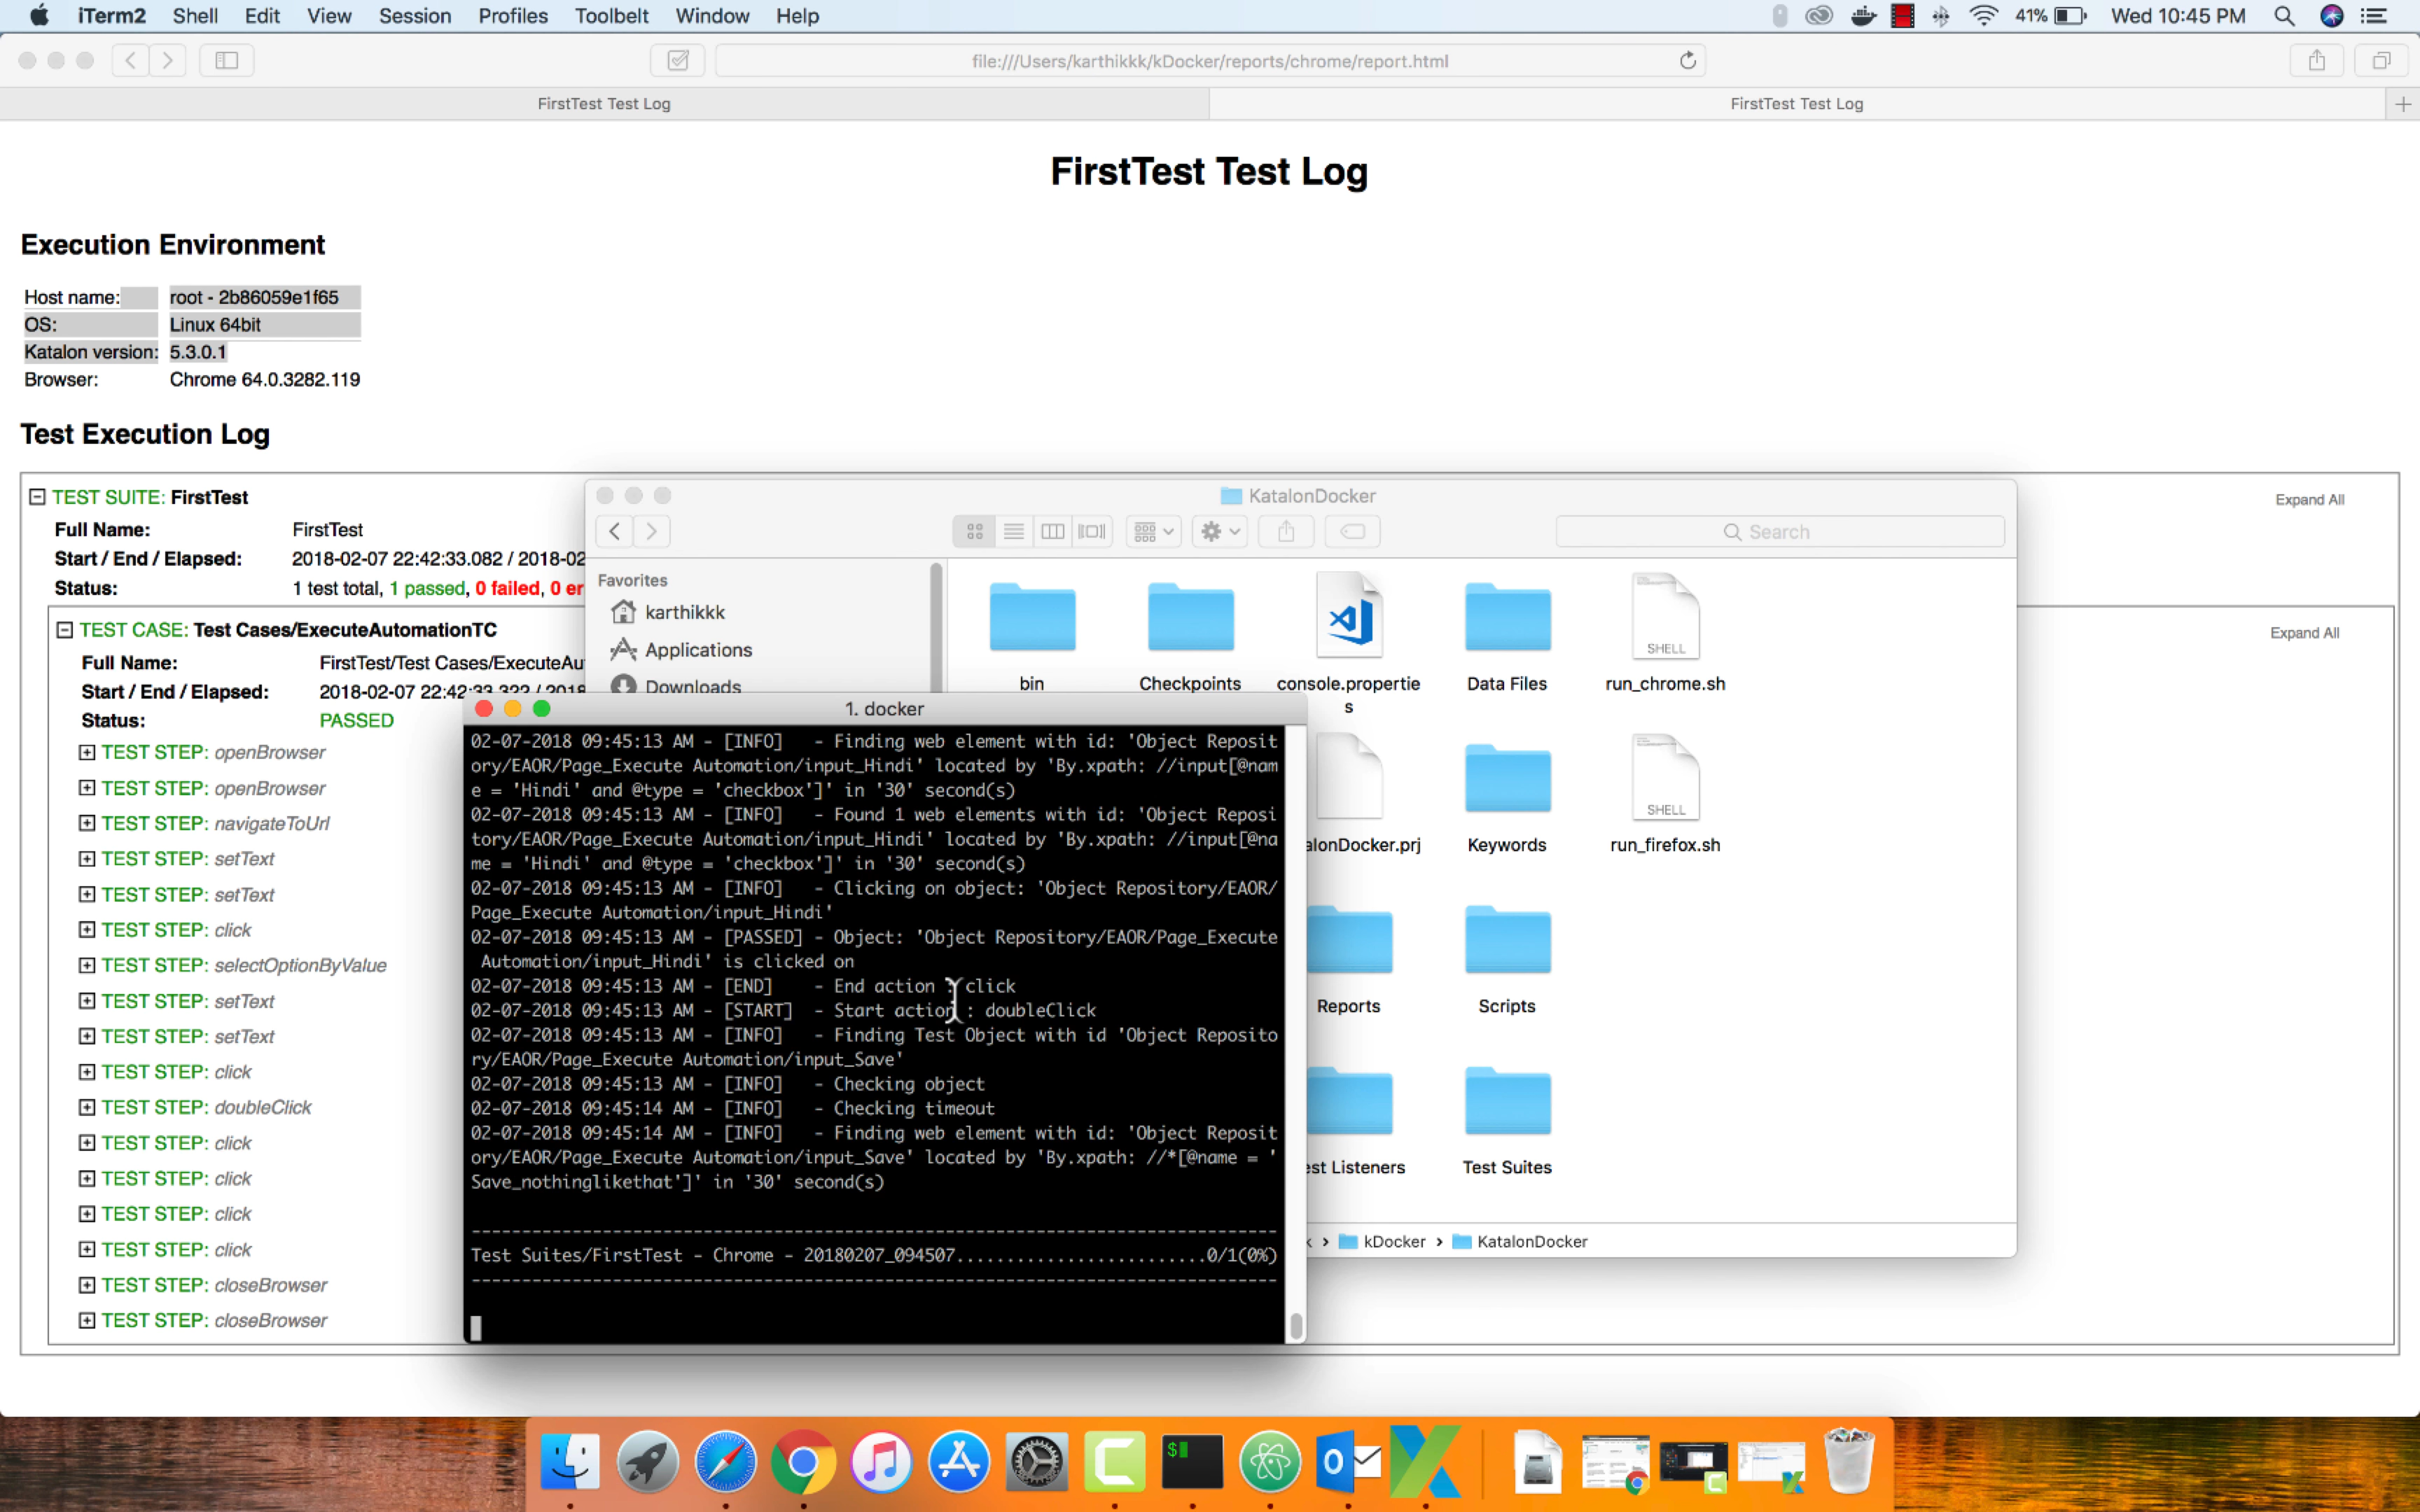 iTerm2 Shell Edit View Session Profiles Toolbelt Window Help
41% Wed 10:45 PM
file:///Users/karthikkk/kDocker/reports/chrome/report.html
FirstTest Test Log
FirstTest Test Log
FirstTest Test Log
Execution Environment
Host name: root - 2b86059e1f65
OS: Linux 64bit
Katalon version: 5.3.0.1
Browser: Chrome 64.0.3282.119
Test Execution Log
TEST SUITE: FirstTest
Expand All
Full Name: FirstTest
Start / End / Elapsed: 2018-02-07 22:42:33.082 / 2018-02
Status: 1 test total, 1 passed, 0 failed, 0 er
TEST CASE: Test Cases/ExecuteAutomationTC
Expand All
Full Name: FirstTest/Test Cases/ExecuteAu
Start / End / Elapsed: 2018-02-07 22:42:33.322 / 2018
Status: PASSED
TEST STEP: openBrowser
TEST STEP: openBrowser
TEST STEP: navigateToUrl
TEST STEP: setText
TEST STEP: setText
TEST STEP: click
TEST STEP: selectOptionByValue
TEST STEP: setText
TEST STEP: setText
TEST STEP: click
TEST STEP: doubleClick
TEST STEP: click
TEST STEP: click
TEST STEP: click
TEST STEP: click
TEST STEP: closeBrowser
TEST STEP: closeBrowser
KatalonDocker
Search
Favorites
karthikkk
Applications
Downloads
bin
Checkpoints
console.propertie
s
Data Files
SHELL
run_chrome.sh
alonDocker.prj
Keywords
SHELL
run_firefox.sh
Reports
Scripts
est Listeners
Test Suites
k › kDocker › KatalonDocker
1. docker
02-07-2018 09:45:13 AM - [INFO]   - Finding web element with id: 'Object Reposit
ory/EAOR/Page_Execute Automation/input_Hindi' located by 'By.xpath: //input[@nam
e = 'Hindi' and @type = 'checkbox']' in '30' second(s)
02-07-2018 09:45:13 AM - [INFO]   - Found 1 web elements with id: 'Object Reposi
tory/EAOR/Page_Execute Automation/input_Hindi' located by 'By.xpath: //input[@na
me = 'Hindi' and @type = 'checkbox']' in '30' second(s)
02-07-2018 09:45:13 AM - [INFO]   - Clicking on object: 'Object Repository/EAOR/
Page_Execute Automation/input_Hindi'
02-07-2018 09:45:13 AM - [PASSED] - Object: 'Object Repository/EAOR/Page_Execute
 Automation/input_Hindi' is clicked on
02-07-2018 09:45:13 AM - [END]    - End action : click
02-07-2018 09:45:13 AM - [START]  - Start action : doubleClick
02-07-2018 09:45:13 AM - [INFO]   - Finding Test Object with id 'Object Reposito
ry/EAOR/Page_Execute Automation/input_Save'
02-07-2018 09:45:13 AM - [INFO]   - Checking object
02-07-2018 09:45:14 AM - [INFO]   - Checking timeout
02-07-2018 09:45:14 AM - [INFO]   - Finding web element with id: 'Object Reposit
ory/EAOR/Page_Execute Automation/input_Save' located by 'By.xpath: //*[@name = '
Save_nothinglikethat']' in '30' second(s)
--------------------------------------------------------------------------------
Test Suites/FirstTest - Chrome - 20180207_094507.........................0/1(0%)
--------------------------------------------------------------------------------